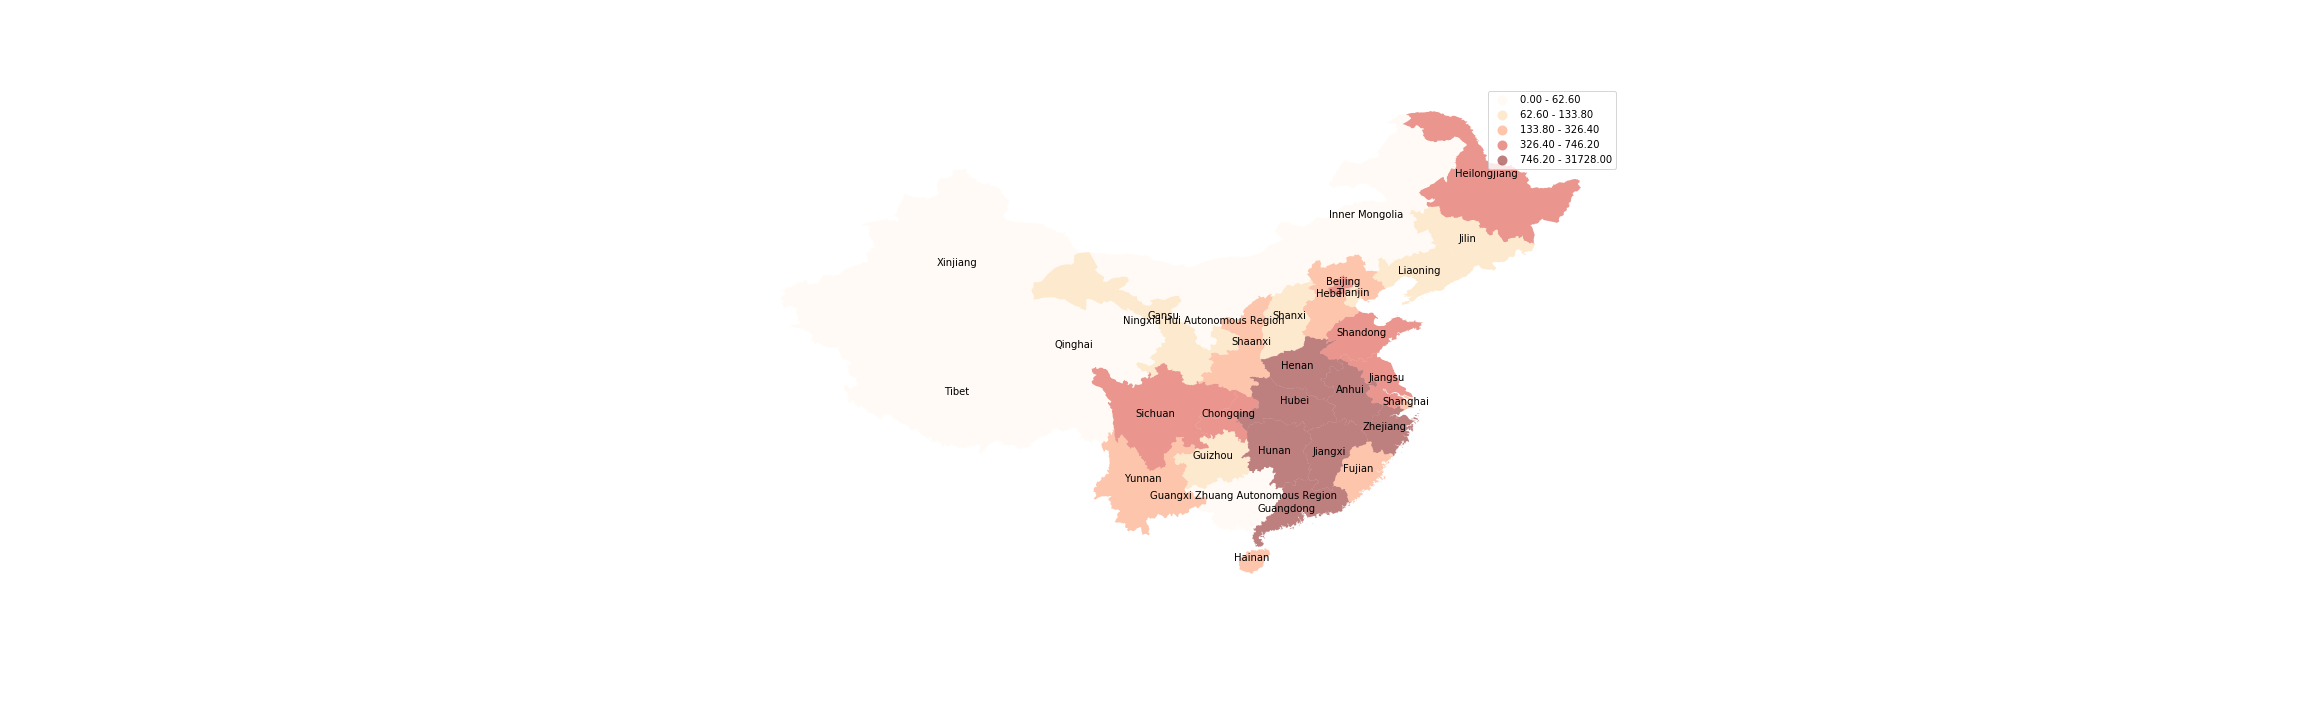 0.00 - 62.60
62.60 - 133.80
133.80 - 326.40
326.40 - 746.20
746.20 - 31728.00
Heilongjiang
Inner Mongolia
Jilin
Xinjiang
Liaoning
Beijing
Hebei
Tianjin
Gansu
Shanxi
Ningxia Hui Autonomous Region
Shandong
Shaanxi
Qinghai
Henan
Jiangsu
Anhui
Tibet
Hubei
Shanghai
Sichuan
Chongqing
Zhejiang
Hunan
Jiangxi
Guizhou
Fujian
Yunnan
Guangxi Zhuang Autonomous Region
Guangdong
Hainan